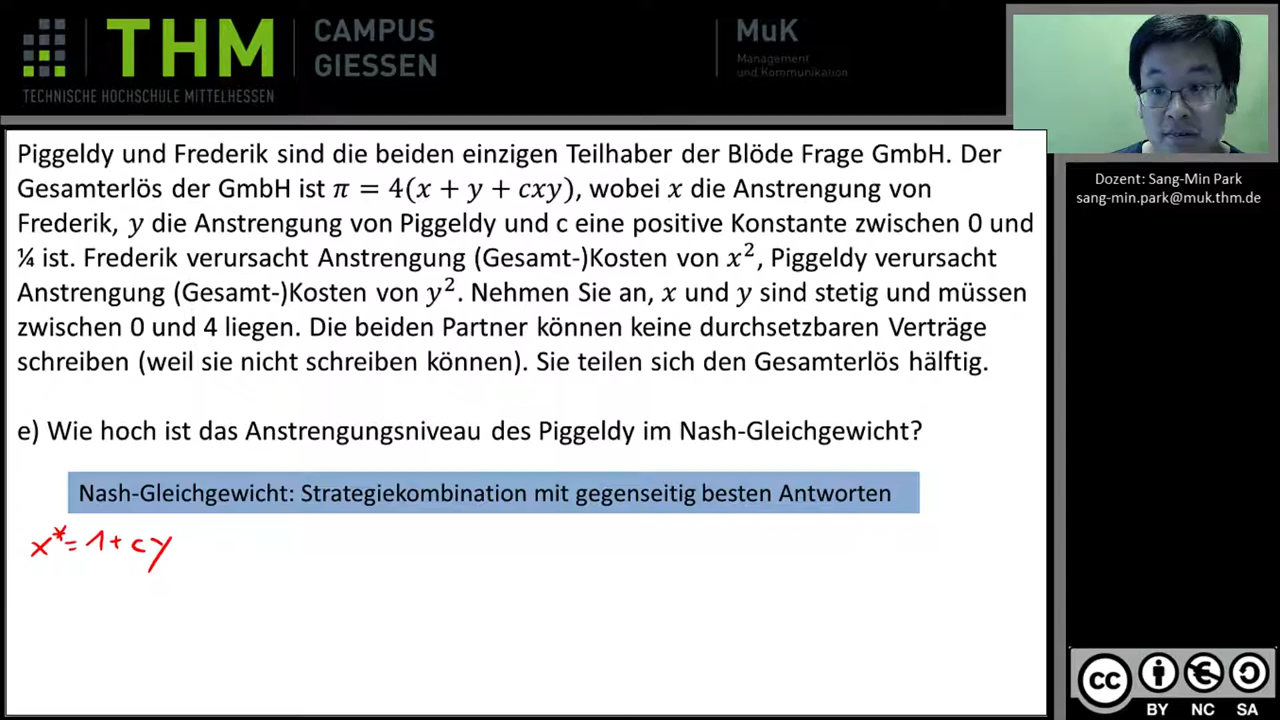 THM
CAMPUS
GIESSEN
TECHNISCHE HOCHSCHULE MITTELHESSEN
MuK
Management
und Kommunikation
Piggeldy und Frederik sind die beiden einzigen Teilhaber der Blöde Frage GmbH. Der
Gesamterlös der GmbH ist π = 4(x + y + cxy), wobei x die Anstrengung von
Frederik, y die Anstrengung von Piggeldy und c eine positive Konstante zwischen 0 und
¼ ist. Frederik verursacht Anstrengung (Gesamt-)Kosten von x², Piggeldy verursacht
Anstrengung (Gesamt-)Kosten von y². Nehmen Sie an, x und y sind stetig und müssen
zwischen 0 und 4 liegen. Die beiden Partner können keine durchsetzbaren Verträge
schreiben (weil sie nicht schreiben können). Sie teilen sich den Gesamterlös hälftig.
e) Wie hoch ist das Anstrengungsniveau des Piggeldy im Nash-Gleichgewicht?
Nash-Gleichgewicht: Strategiekombination mit gegenseitig besten Antworten
x* = 1 + cy
Dozent: Sang-Min Park
sang-min.park@muk.thm.de
cc
BY NC SA